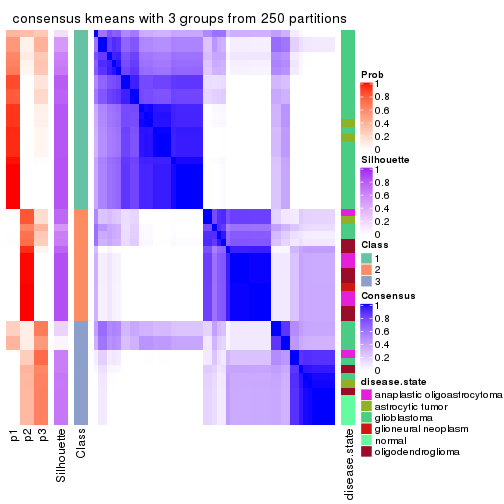 consensus kmeans with 3 groups from 250 partitions
Prob
1
0.8
0.6
0.4
0.2
0
Silhouette
1
0.8
0.6
0.4
0.2
0
Class
1
2
3
Consensus
1
0.8
0.6
0.4
0.2
0
disease.state
anaplastic oligoastrocytoma
astrocytic tumor
glioblastoma
glioneural neoplasm
normal
oligodendroglioma
p1
p2
p3
Silhouette
Class
disease.state